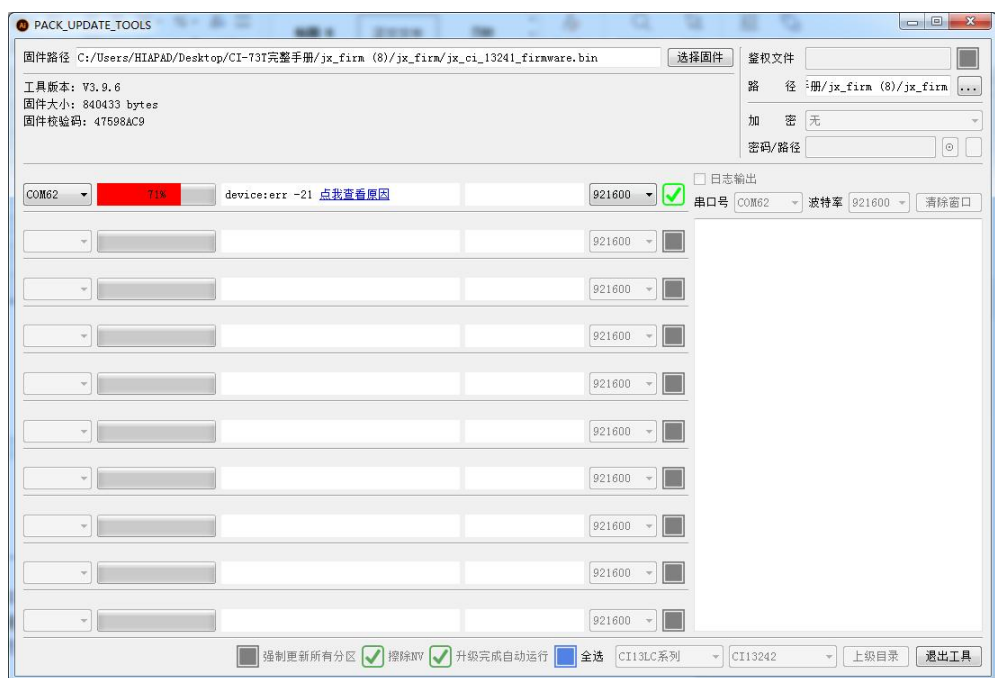 PACK_UPDATE_TOOLS
固件路径 C:/Users/HIAPAD/Desktop/CI-73T完整手册/jx_firm (8)/jx_firm/jx_ci_13241_firmware.bin 选择固件
鉴权文件
工具版本: V3.9.6
路 径 册/jx_firm (8)/jx_firm ...
固件大小: 840433 bytes
固件校验码: 47598AC9
加 密 无
密码/路径
日志输出
COM62 71% device:err -21 点我查看原因 921600
串口号 COM62 波特率 921600 清除窗口
921600
921600
921600
921600
921600
921600
921600
921600
921600
强制更新所有分区 擦除NV 升级完成自动运行 全选 CI13LC系列 CI13242 上级目录 退出工具